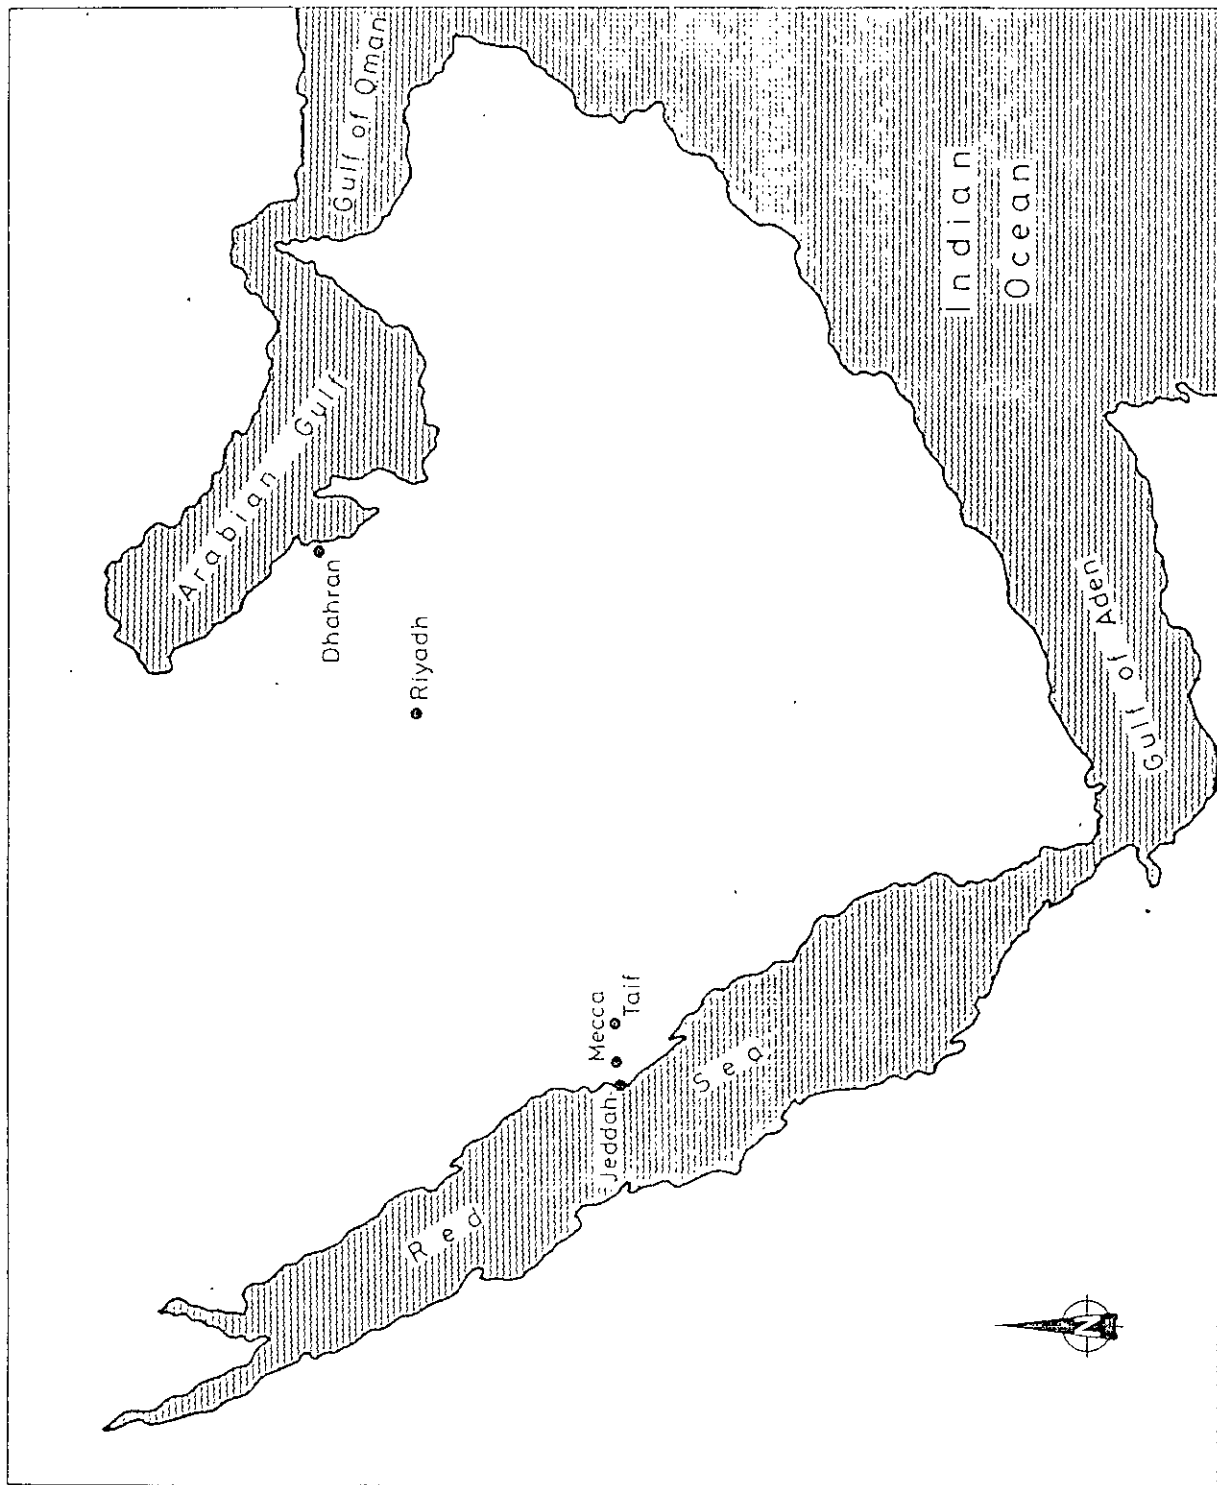 Gulf of Oman
Arabian Gulf
Dhahran
Riyadh
Indian
Ocean
Mecca
Taif
Jeddah
Red Sea
Gulf of Aden
N